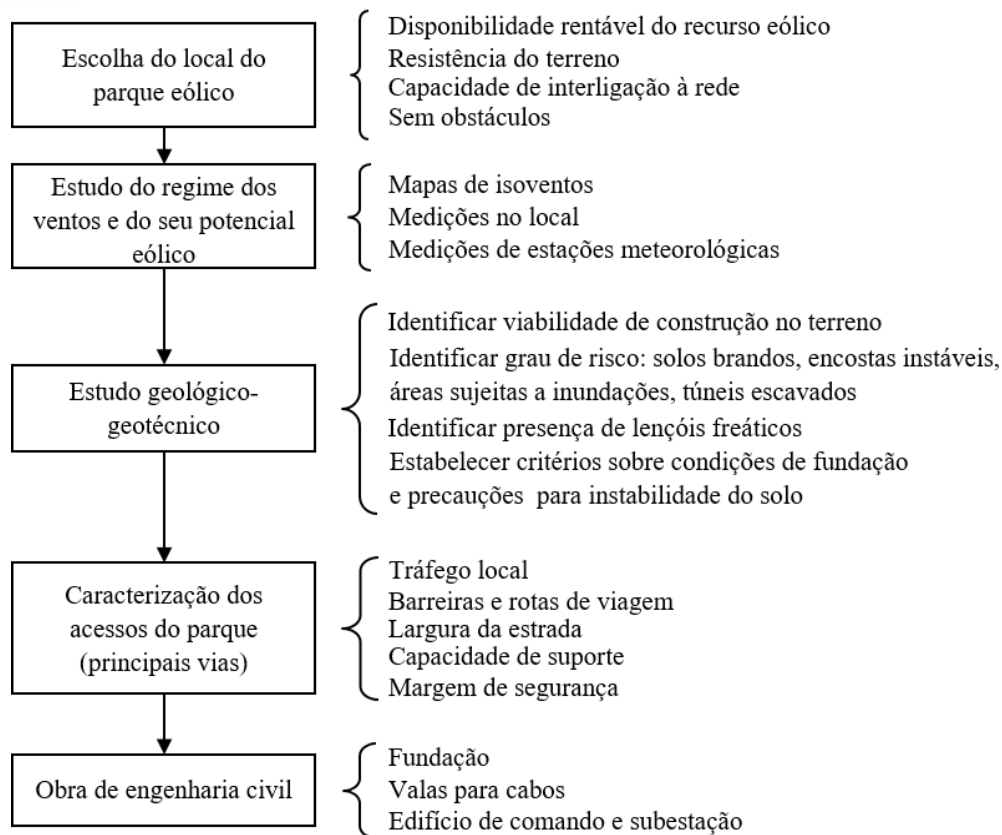 Escolha do local do
parque eólico
Disponibilidade rentável do recurso eólico
Resistência do terreno
Capacidade de interligação à rede
Sem obstáculos
Estudo do regime dos
ventos e do seu potencial
eólico
Mapas de isoventos
Medições no local
Medições de estações meteorológicas
Estudo geológico-
geotécnico
Identificar viabilidade de construção no terreno
Identificar grau de risco: solos brandos, encostas instáveis,
áreas sujeitas a inundações, túneis escavados
Identificar presença de lençóis freáticos
Estabelecer critérios sobre condições de fundação
e precauções para instabilidade do solo
Caracterização dos
acessos do parque
(principais vias)
Tráfego local
Barreiras e rotas de viagem
Largura da estrada
Capacidade de suporte
Margem de segurança
Obra de engenharia civil
Fundação
Valas para cabos
Edifício de comando e subestação